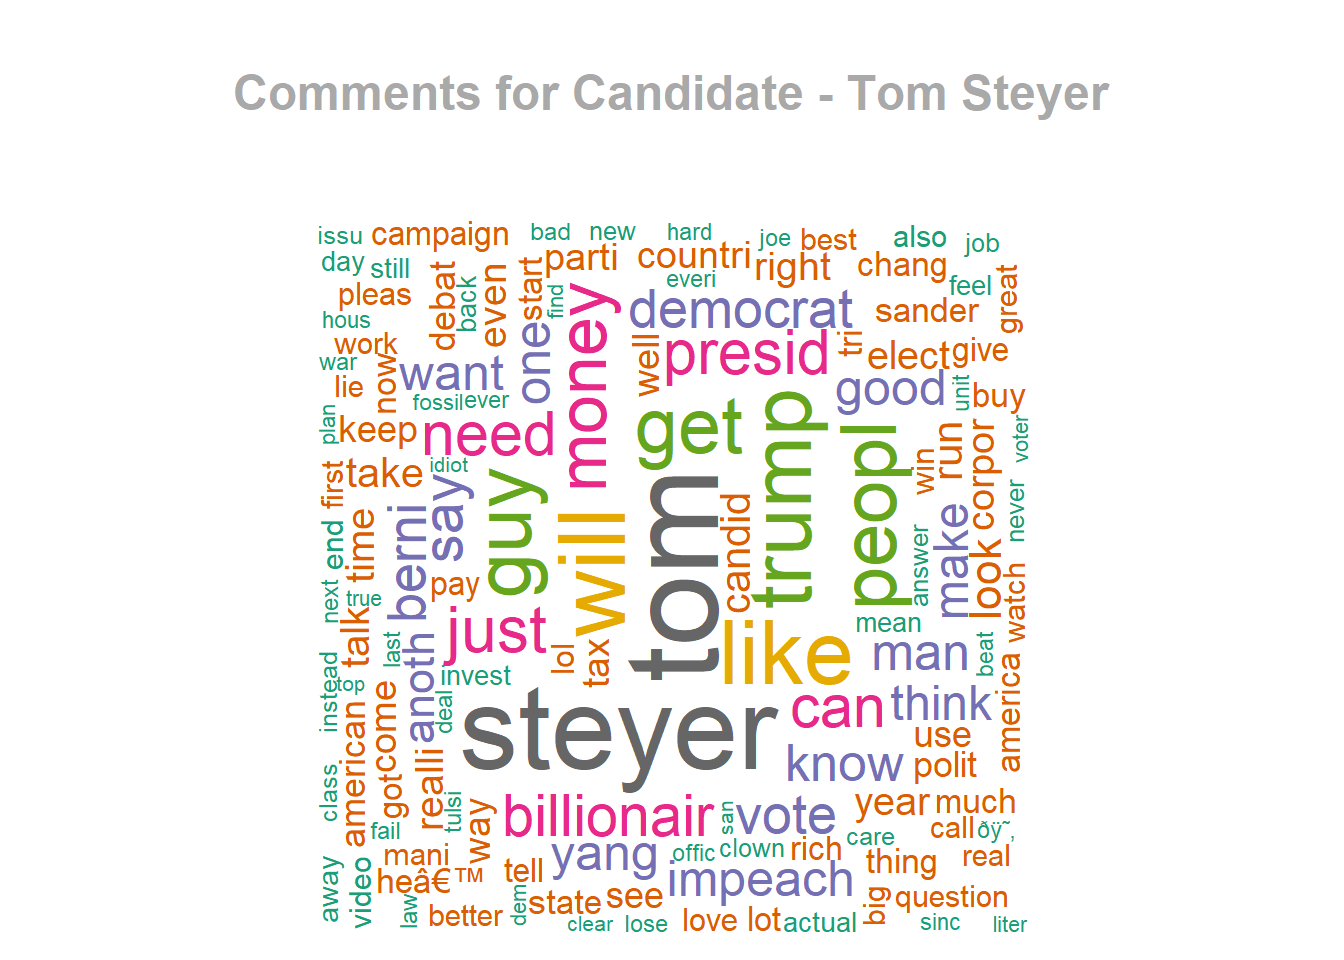 Comments for Candidate - Tom Steyer
issu
campaign
bad
new
hard
joe
best
also
job
day
still
debat
back
even
start
find
parti
countri
everi
right
chang
feel
great
pleas
hous
work
war
lie
now
want
one
money
democrat
well
presid
tri
sander
elect
give
good
unit
buy
fossil
ever
plan
keep
need
get
trump
peopl
voter
first
take
idiot
say
guy
will
tom
candid
win
run
corpor
never
end
time
berni
pay
answer
make
look
watch
next
true
talk
last
anoth
just
lol
tax
like
mean
man
beat
america
instead
top
american
come
deal
invest
steyer
can
think
know
use
polit
class
got
realli
tulsi
way
billionair
san
vote
year
much
fail
mani
yang
offic
clown
rich
care
call
ðŸ˜‚
thing
real
away
video
heâ€™
law
better
tell
dem
state
see
impeach
big
question
clear
lose
love
lot
actual
sinc
liter